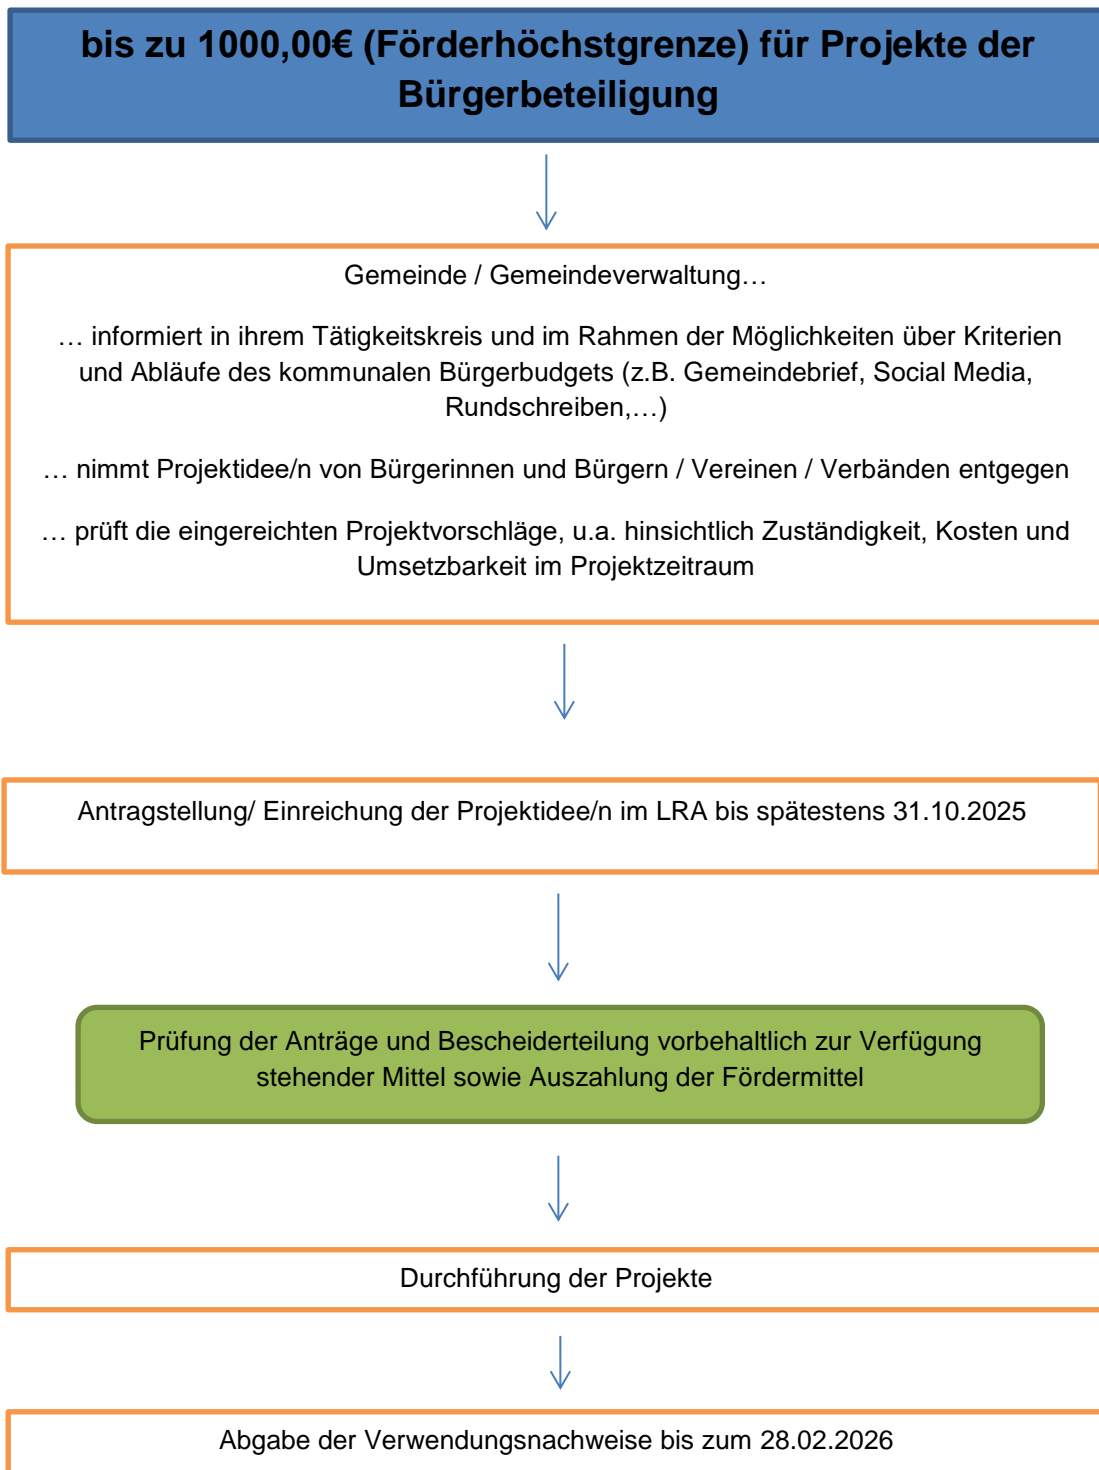 bis zu 1000,00€ (Förderhöchstgrenze) für Projekte der
Bürgerbeteiligung
Gemeinde / Gemeindeverwaltung…
… informiert in ihrem Tätigkeitskreis und im Rahmen der Möglichkeiten über Kriterien
und Abläufe des kommunalen Bürgerbudgets (z.B. Gemeindebrief, Social Media,
Rundschreiben,…)
… nimmt Projektidee/n von Bürgerinnen und Bürgern / Vereinen / Verbänden entgegen
… prüft die eingereichten Projektvorschläge, u.a. hinsichtlich Zuständigkeit, Kosten und
Umsetzbarkeit im Projektzeitraum
Antragstellung/ Einreichung der Projektidee/n im LRA bis spätestens 31.10.2025
Prüfung der Anträge und Bescheiderteilung vorbehaltlich zur Verfügung
stehender Mittel sowie Auszahlung der Fördermittel
Durchführung der Projekte
Abgabe der Verwendungsnachweise bis zum 28.02.2026